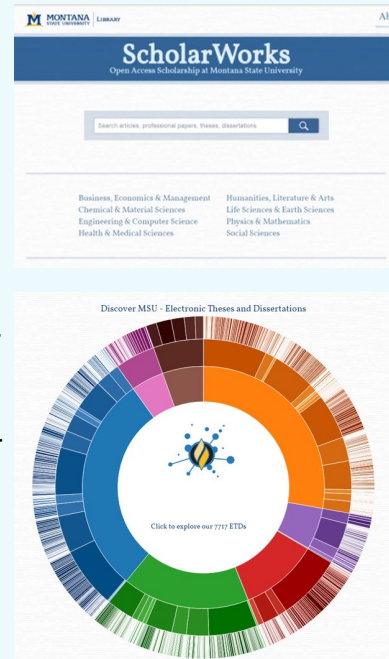 MONTANA
STATE UNIVERSITY
LIBRARY
ScholarWorks
Open Access Scholarship at Montana State University
Search articles, professional papers, theses, dissertations
Business, Economics & Management
Chemical & Material Sciences
Engineering & Computer Science
Health & Medical Sciences
Humanities, Literature & Arts
Life Sciences & Earth Sciences
Physics & Mathematics
Social Sciences
Discover MSU - Electronic Theses and Dissertations
Click to explore our 7717 ETDs